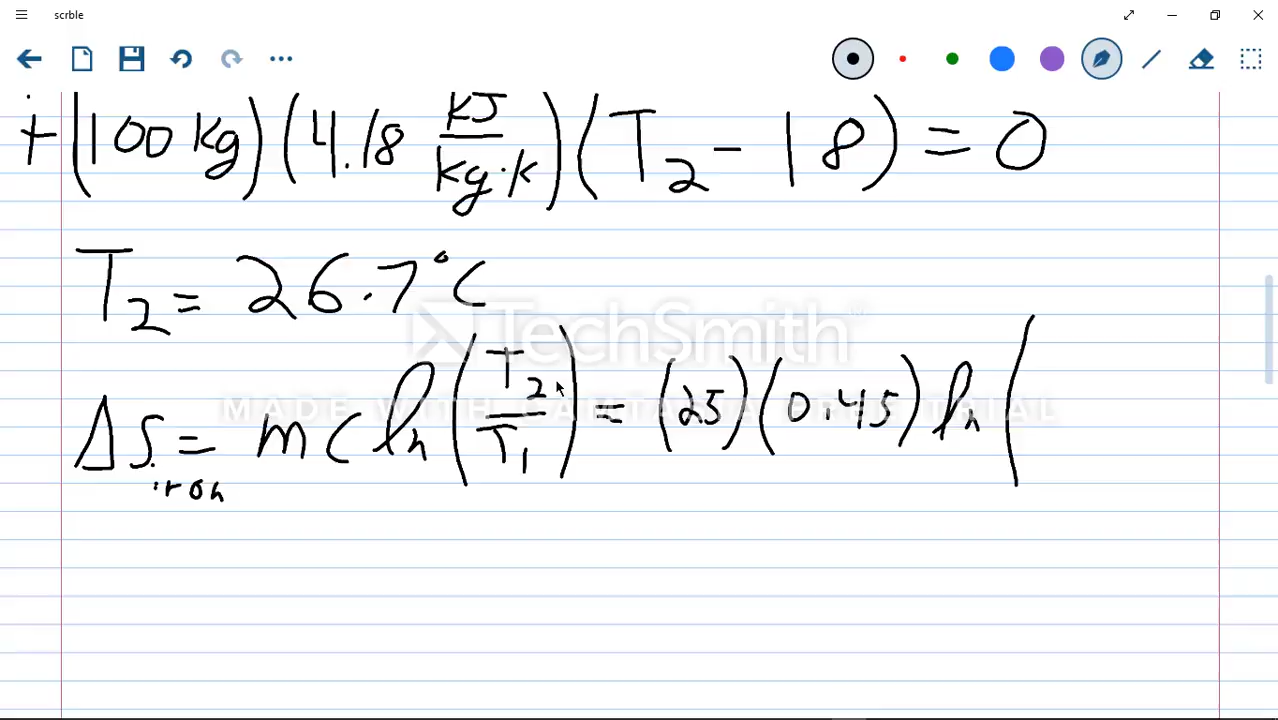 scrble
+ (100 kg) (4.18 kJ/kg·K) (T₂ - 18) = 0
T₂ = 26.7°C
ΔS_iron = m c ln (T₂/T₁) = (25) (0.45) ln (
TechSmith
MADE WITH CAMTASIA FREE TRIAL